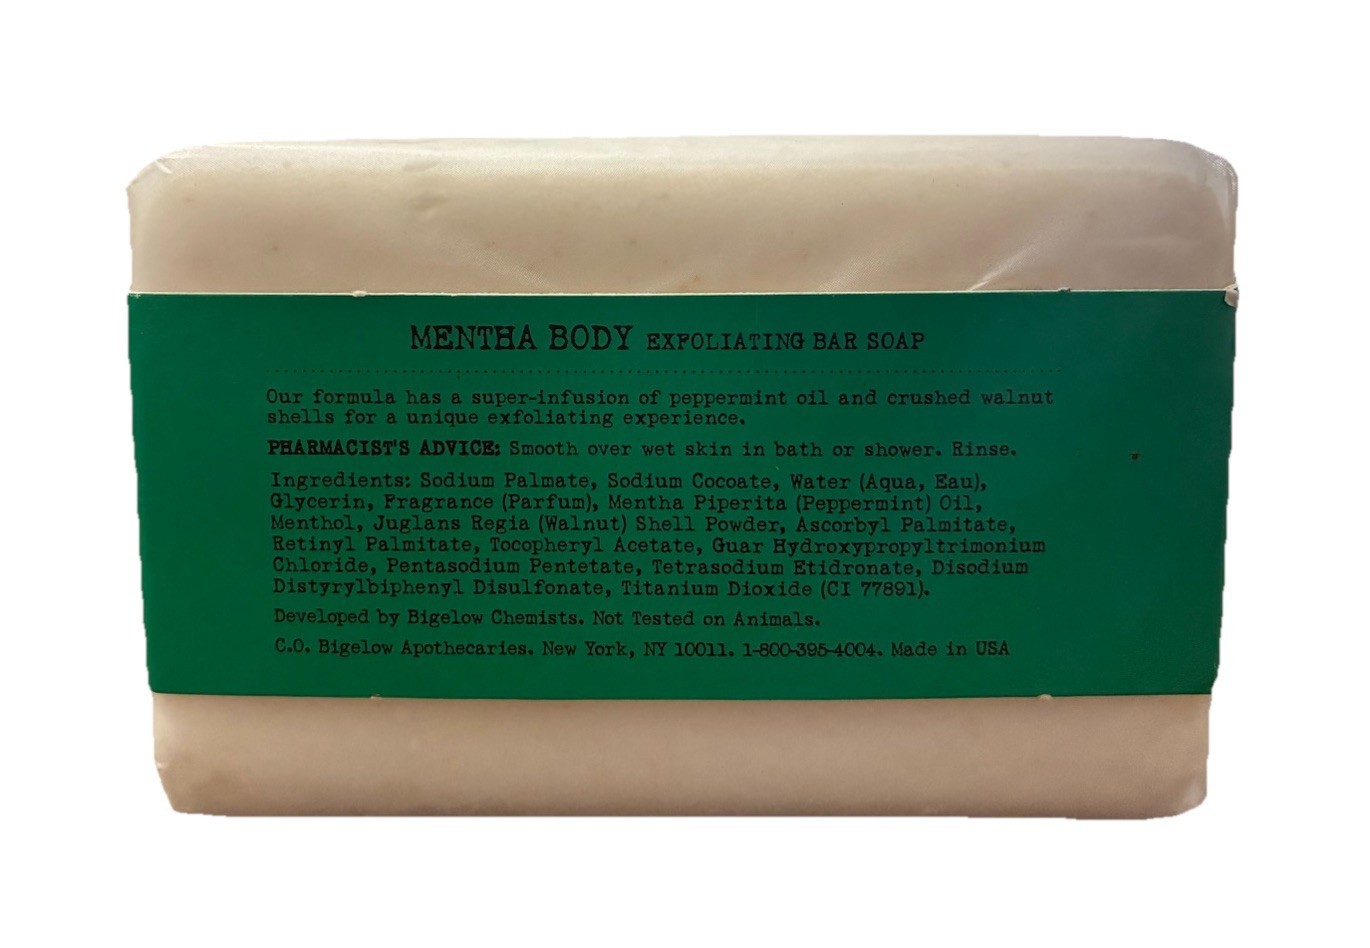 MENTHA BODY EXFOLIATING BAR SOAP
Our formula has a super-infusion of peppermint oil and crushed walnut
shells for a unique exfoliating experience.
PHARMACIST'S ADVICE: Smooth over wet skin in bath or shower. Rinse.
Ingredients: Sodium Palmate, Sodium Cocoate, Water (Aqua, Eau),
Glycerin, Fragrance (Parfum), Mentha Piperita (Peppermint) Oil,
Menthol, Juglans Regia (Walnut) Shell Powder, Ascorbyl Palmitate,
Retinyl Palmitate, Tocopheryl Acetate, Guar Hydroxypropyltrimonium
Chloride, Pentasodium Pentetate, Tetrasodium Etidronate, Disodium
Distyrylbiphenyl Disulfonate, Titanium Dioxide (CI 77891).
Developed by Bigelow Chemists. Not Tested on Animals.
C.O. Bigelow Apothecaries. New York, NY 10011. 1-800-395-4004. Made in USA